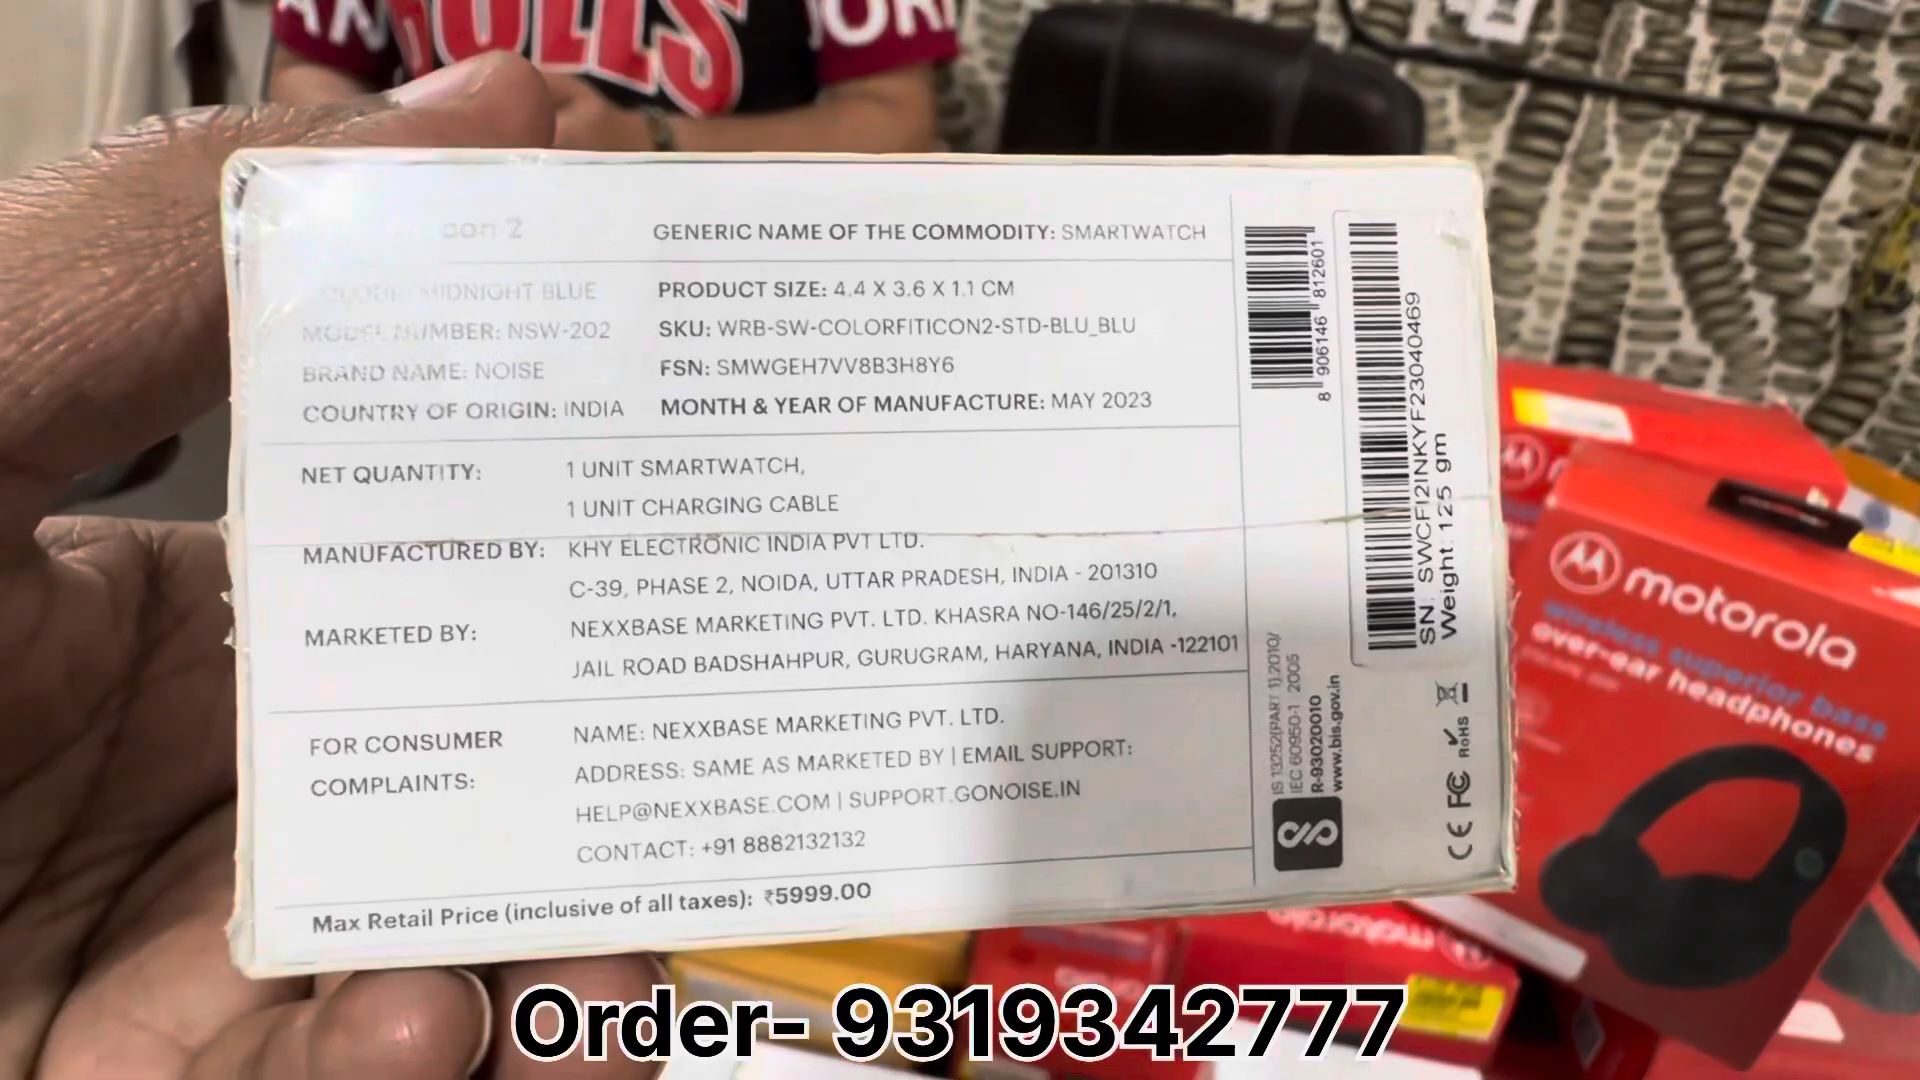 BULLS
con 2
GENERIC NAME OF THE COMMODITY: SMARTWATCH
COLOUR: MIDNIGHT BLUE
PRODUCT SIZE: 4.4 X 3.6 X 1.1 CM
MODEL NUMBER: NSW-202
SKU: WRB-SW-COLORFITICON2-STD-BLU_BLU
BRAND NAME: NOISE
FSN: SMWGEH7VV8B3H8Y6
COUNTRY OF ORIGIN: INDIA
MONTH & YEAR OF MANUFACTURE: MAY 2023
NET QUANTITY: 1 UNIT SMARTWATCH,
1 UNIT CHARGING CABLE
MANUFACTURED BY: KHY ELECTRONIC INDIA PVT LTD.
C-39, PHASE 2, NOIDA, UTTAR PRADESH, INDIA - 201310
MARKETED BY: NEXXBASE MARKETING PVT. LTD. KHASRA NO-146/25/2/1,
JAIL ROAD BADSHAHPUR, GURUGRAM, HARYANA, INDIA -122101
FOR CONSUMER
COMPLAINTS:
NAME: NEXXBASE MARKETING PVT. LTD.
ADDRESS: SAME AS MARKETED BY | EMAIL SUPPORT:
HELP@NEXXBASE.COM | SUPPORT.GONOISE.IN
CONTACT: +91 8882132132
Max Retail Price (inclusive of all taxes): ₹5999.00
8 906146 812601
SN: SWCFI2INKYF23040469
Weight: 125 gm
IS 13252(PART 1):2010/
IEC 60950-1 2005
R-93020010
www.bis.gov.in
CE FC RoHS
motorola
wireless superior bass
over-ear headphones
motorola
Order- 9319342777